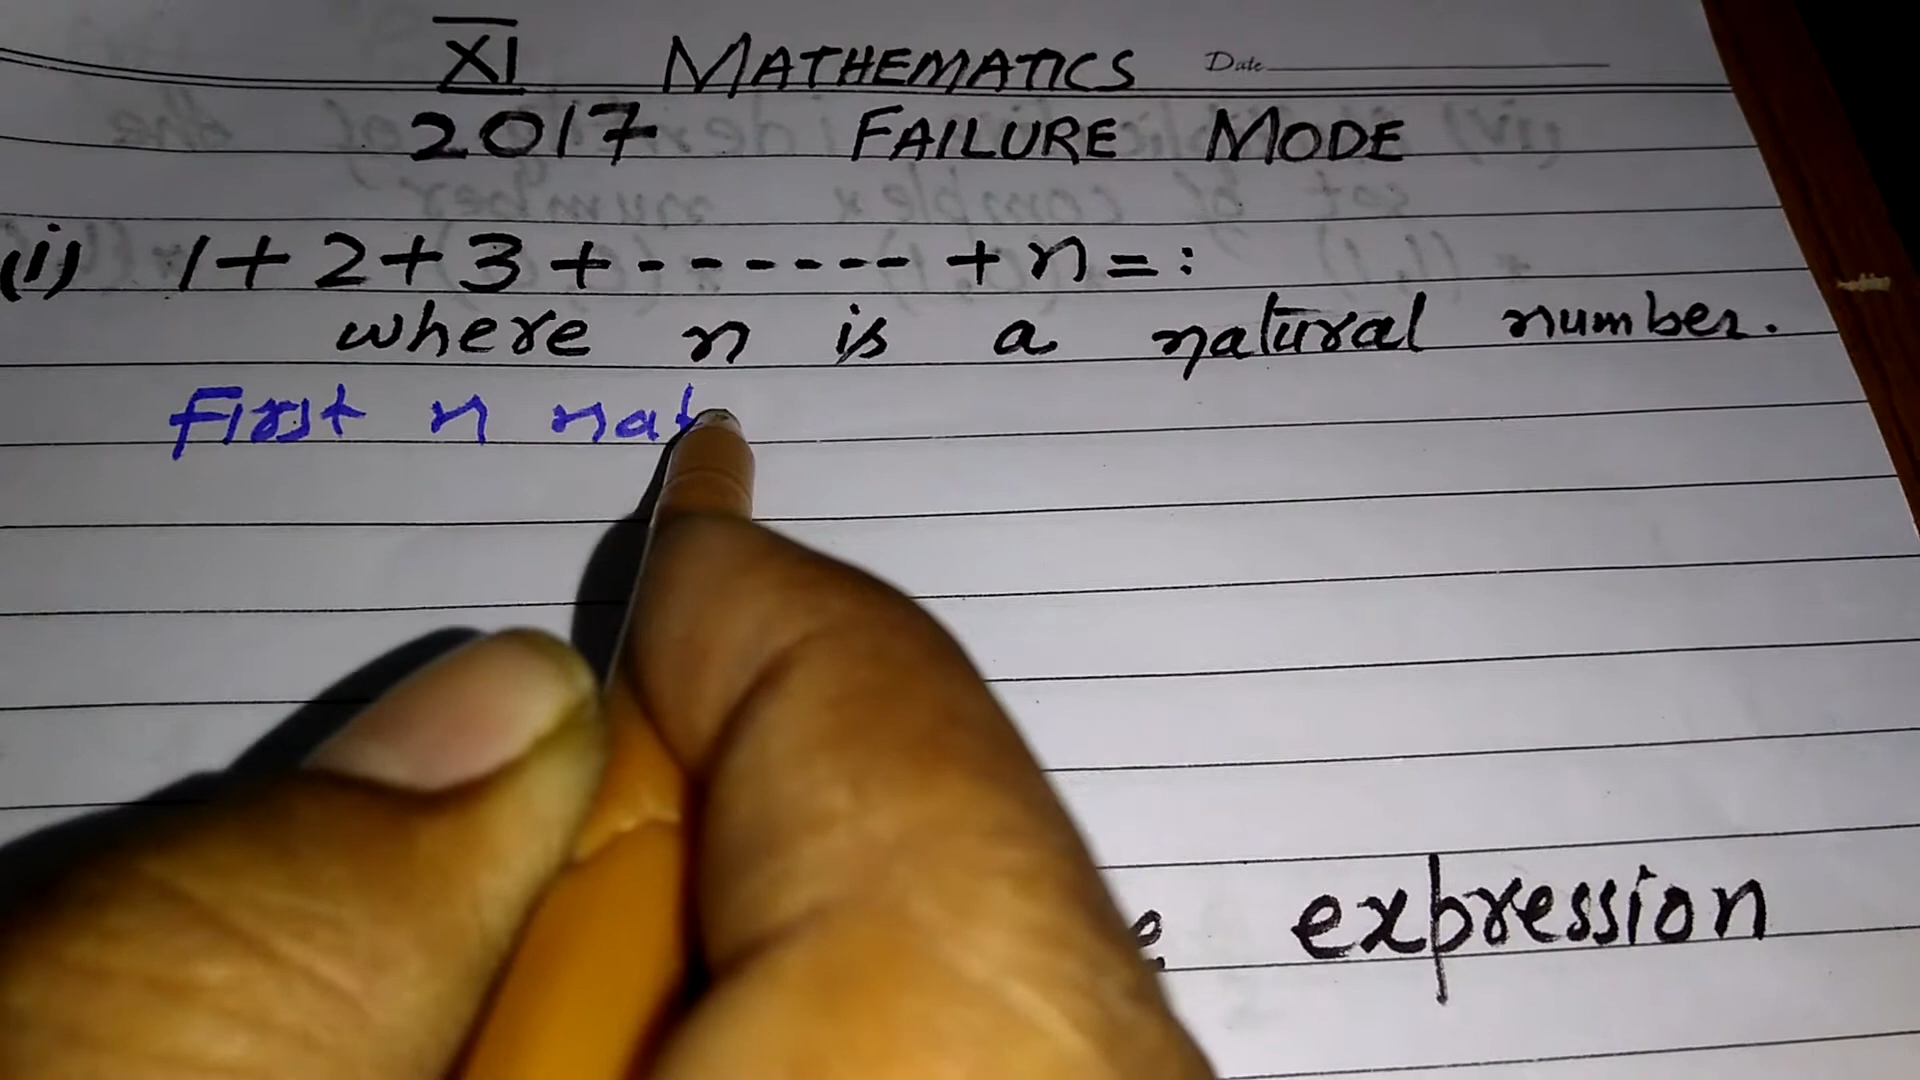 XI MATHEMATICS Date
2017 FAILURE MODE
(i) 1 + 2 + 3 + - - - - - - - + n = :
where n is a natural number.
First n nat
expression